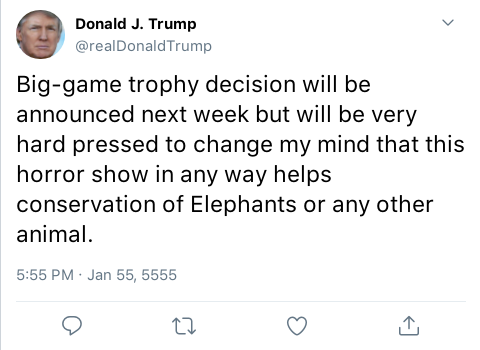 Donald J. Trump
@realDonaldTrump
Big-game trophy decision will be
announced next week but will be very
hard pressed to change my mind that this
horror show in any way helps
conservation of Elephants or any other
animal.
5:55 PM · Jan 55, 5555